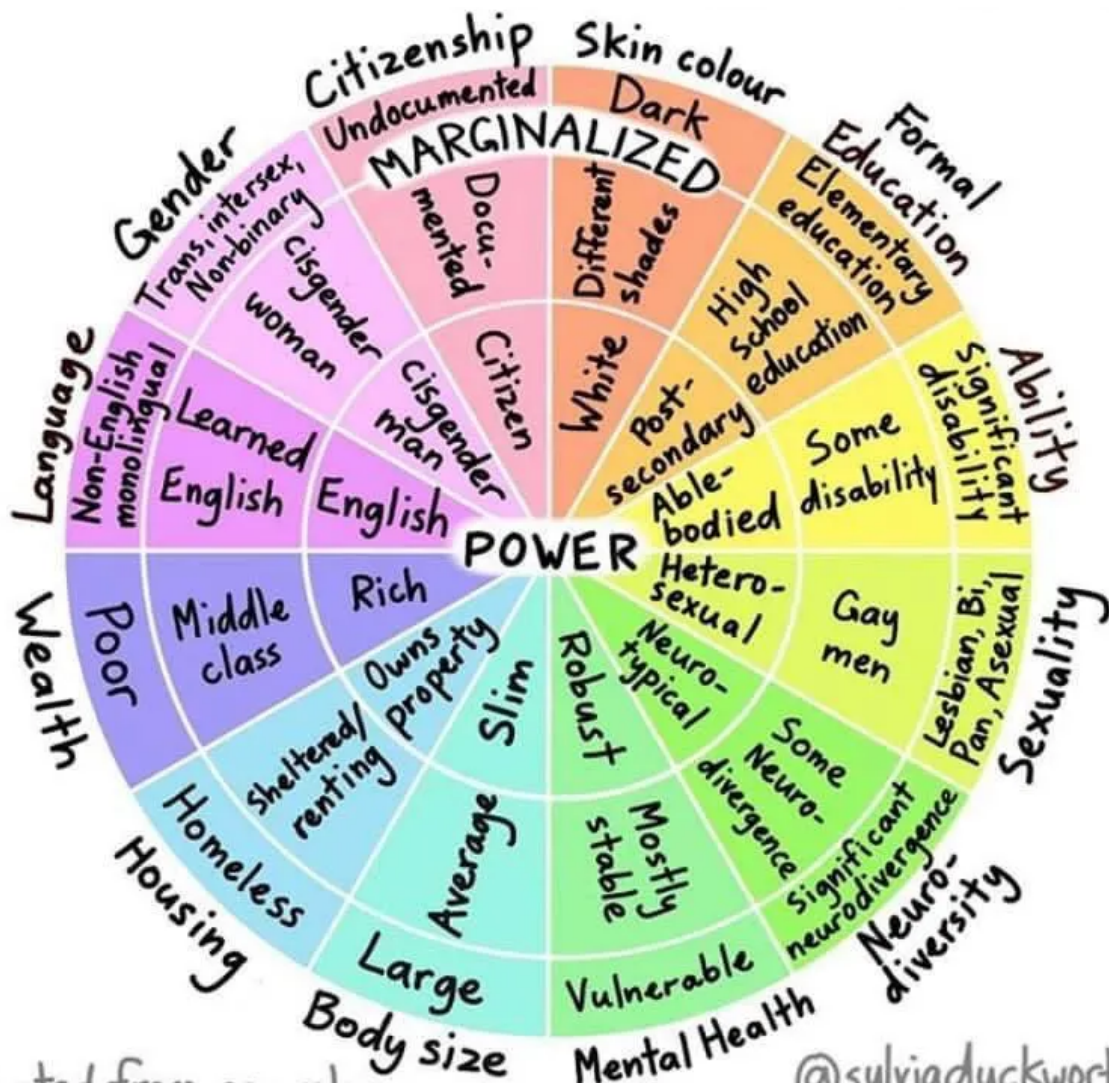 Citizenship
Undocumented
Docu-
mented
Citizen
Skin colour
Dark
Different
shades
White
Formal
Education
Elementary
education
High
school
education
Post-
secondary
Ability
Significant
disability
Some
disability
Able-
bodied
Sexuality
Lesbian, Bi,
Pan, Asexual
Gay
men
Hetero-
sexual
Neuro-
diversity
Significant
neurodivergence
Some
Neuro-
divergence
Neuro-
typical
Mental Health
Vulnerable
Mostly
stable
Robust
Body size
Large
Average
Slim
Housing
Homeless
Sheltered/
renting
Owns
property
Wealth
Poor
Middle
class
Rich
Language
Non-English
monolingual
Learned
English
English
Gender
Trans, intersex,
Non-binary
Cisgender
woman
Cisgender
man
MARGINALIZED
POWER